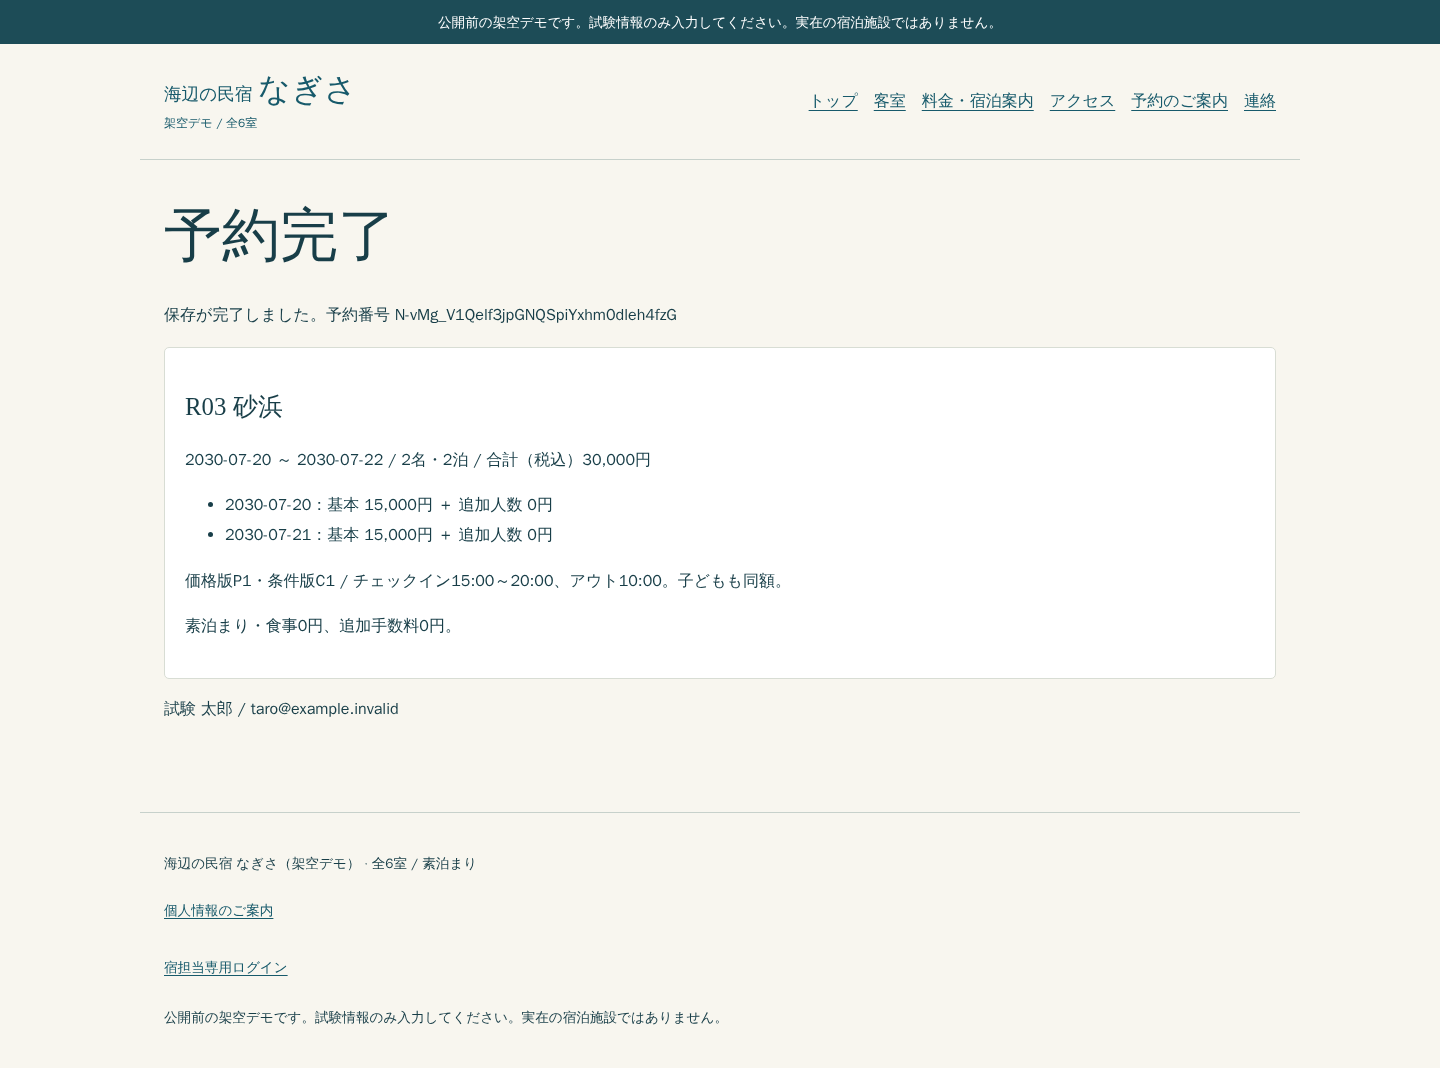 公開前の架空デモです。試験情報のみ入力してください。実在の宿泊施設ではありません。
海辺の民宿 なぎさ
架空デモ / 全6室
トップ 客室 料金・宿泊案内 アクセス 予約のご案内 連絡
予約完了
保存が完了しました。予約番号 N-vMg_V1Qelf3jpGNQSpiYxhm0dleh4fzG
R03 砂浜
2030-07-20 ～ 2030-07-22 / 2名・2泊 / 合計（税込）30,000円
• 2030-07-20：基本 15,000円 ＋ 追加人数 0円
• 2030-07-21：基本 15,000円 ＋ 追加人数 0円
価格版P1・条件版C1 / チェックイン15:00～20:00、アウト10:00。子どもも同額。
素泊まり・食事0円、追加手数料0円。
試験 太郎 / taro@example.invalid
海辺の民宿 なぎさ（架空デモ） · 全6室 / 素泊まり
個人情報のご案内
宿担当専用ログイン
公開前の架空デモです。試験情報のみ入力してください。実在の宿泊施設ではありません。